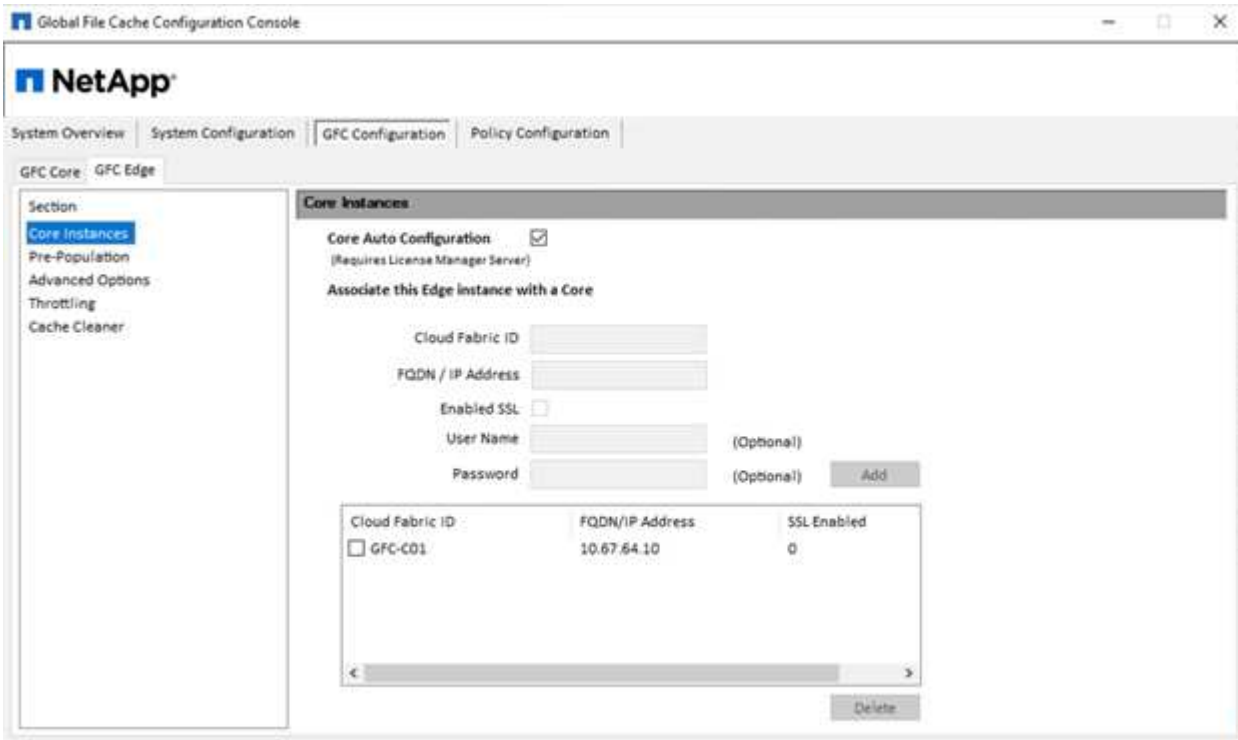 Global File Cache Configuration Console
NetApp
System Overview System Configuration GFC Configuration Policy Configuration
GFC Core GFC Edge
Section
Core Instances
Pre-Population
Advanced Options
Throttling
Cache Cleaner
Core Instances
Core Auto Configuration
(Requires License Manager Server)
Associate this Edge instance with a Core
Cloud Fabric ID
FQDN / IP Address
Enabled SSL
User Name (Optional)
Password (Optional) Add
Cloud Fabric ID FQDN/IP Address SSL Enabled
GFC-C01 10.67.64.10 0
Delete